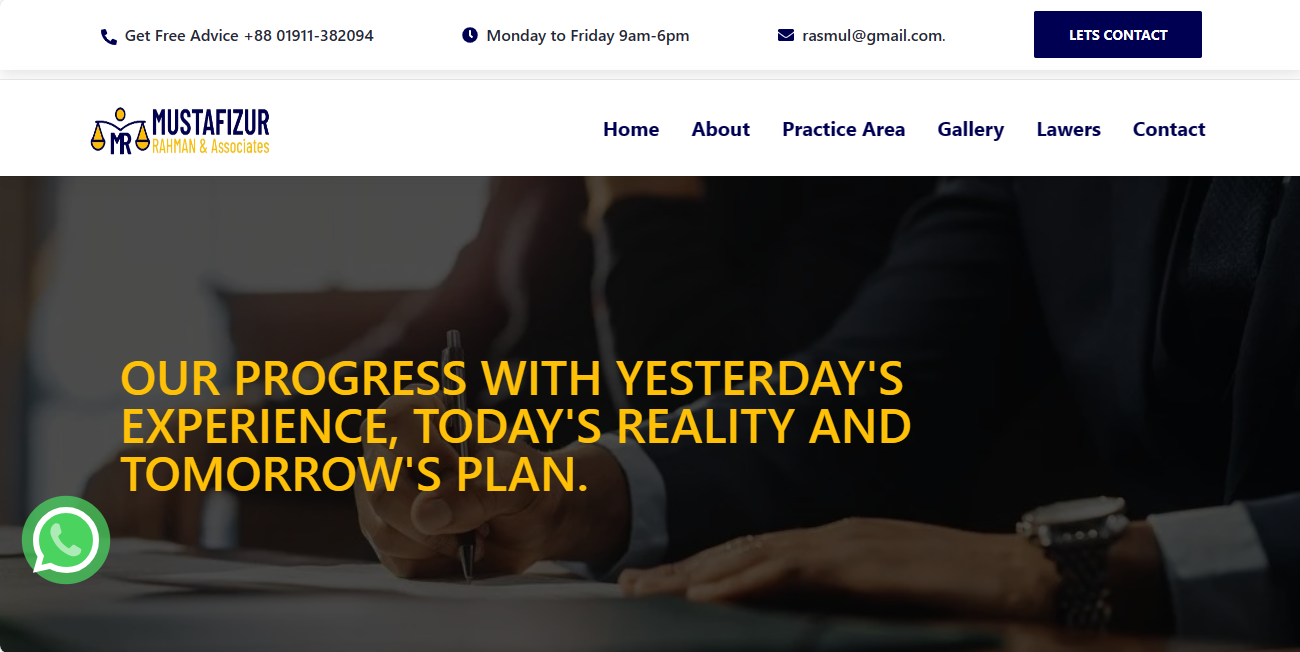 Get Free Advice +88 01911-382094
Monday to Friday 9am-6pm
rasmul@gmail.com.
LETS CONTACT
MR
MUSTAFIZUR
RAHMAN & Associates
Home
About
Practice Area
Gallery
Lawers
Contact
OUR PROGRESS WITH YESTERDAY'S
EXPERIENCE, TODAY'S REALITY AND
TOMORROW'S PLAN.